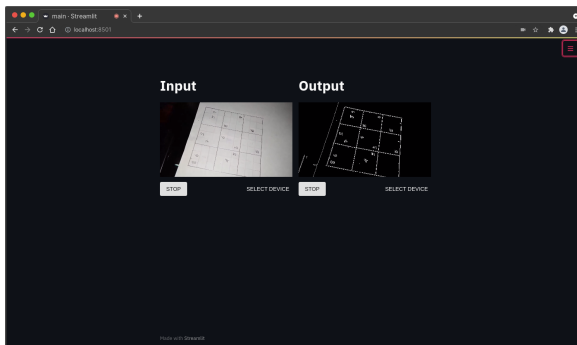 main · Streamlit
localhost:8501
Input
Output
STOP
SELECT DEVICE
STOP
SELECT DEVICE
Made with Streamlit